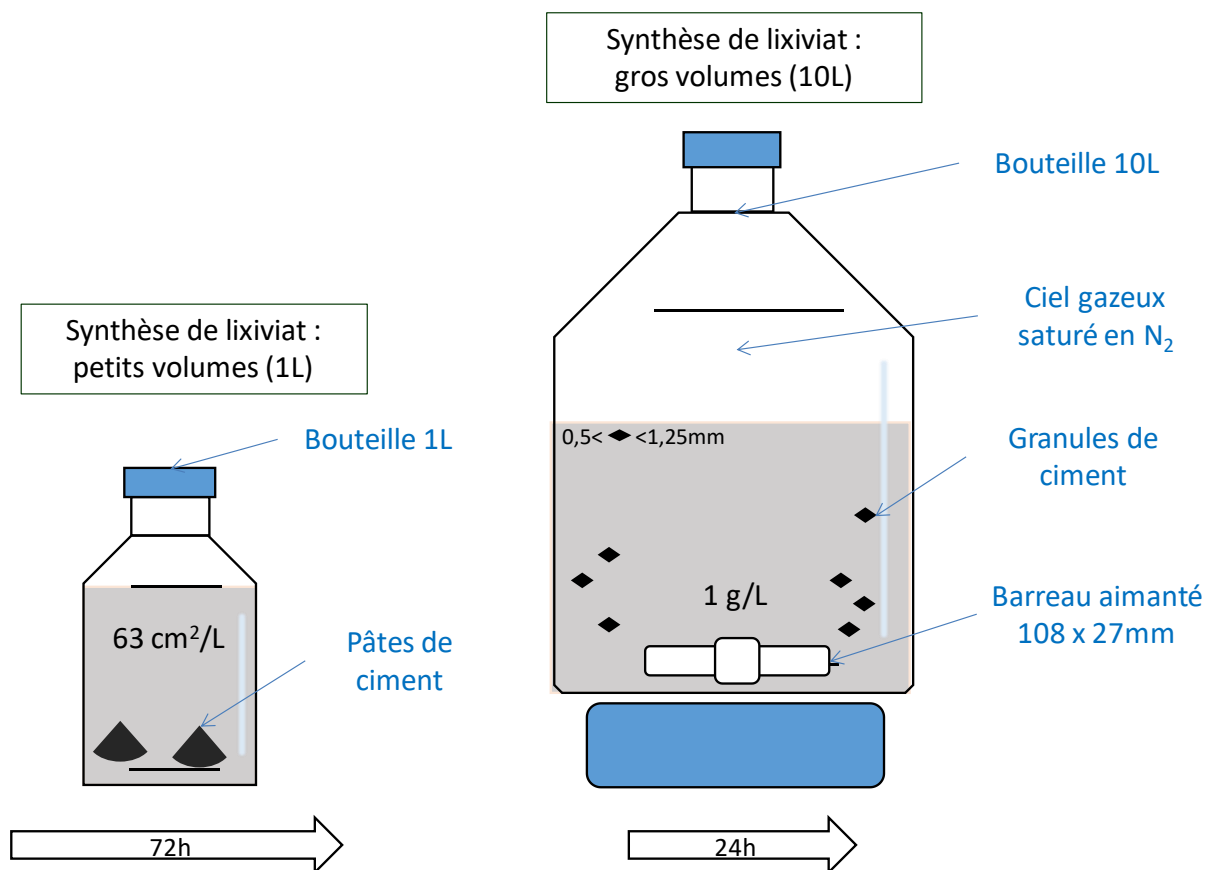 Synthèse de lixiviat :
gros volumes (10L)
Bouteille 10L
Ciel gazeux
saturé en N2
0,5< <1,25mm
Granules de
ciment
1 g/L
Barreau aimanté
108 x 27mm
24h
Synthèse de lixiviat :
petits volumes (1L)
Bouteille 1L
63 cm2/L
Pâtes de
ciment
72h